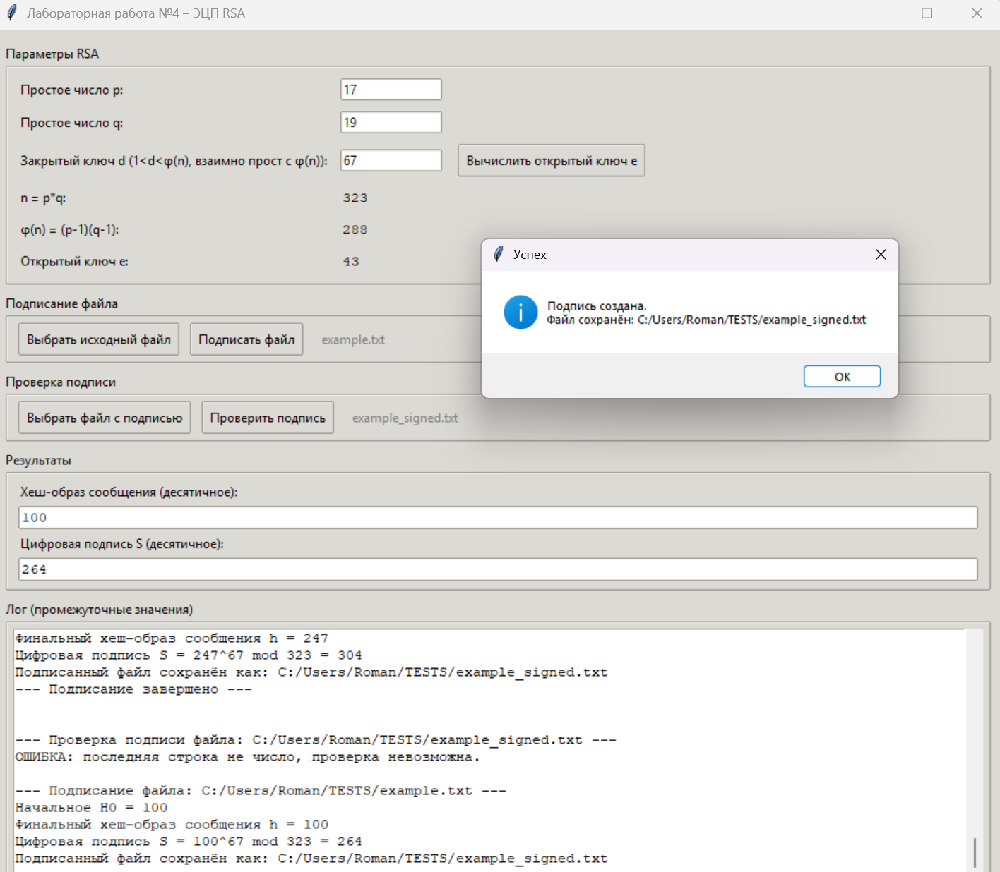 Лабораторная работа №4 – ЭЦП RSA
Параметры RSA
Простое число p:
17
Простое число q:
19
Закрытый ключ d (1<d<φ(n), взаимно прост с φ(n)):
67
Вычислить открытый ключ e
n = p*q:
323
φ(n) = (p-1)(q-1):
288
Открытый ключ e:
43
Успех
Подпись создана.
Файл сохранён: C:/Users/Roman/TESTS/example_signed.txt
ОК
Подписание файла
Выбрать исходный файл
Подписать файл
example.txt
Проверка подписи
Выбрать файл с подписью
Проверить подпись
example_signed.txt
Результаты
Хеш-образ сообщения (десятичное):
100
Цифровая подпись S (десятичное):
264
Лог (промежуточные значения)
Финальный хеш-образ сообщения h = 247
Цифровая подпись S = 247^67 mod 323 = 304
Подписанный файл сохранён как: C:/Users/Roman/TESTS/example_signed.txt
--- Подписание завершено ---
--- Проверка подписи файла: C:/Users/Roman/TESTS/example_signed.txt ---
ОШИБКА: последняя строка не число, проверка невозможна.
--- Подписание файла: C:/Users/Roman/TESTS/example.txt ---
Начальное H0 = 100
Финальный хеш-образ сообщения h = 100
Цифровая подпись S = 100^67 mod 323 = 264
Подписанный файл сохранён как: C:/Users/Roman/TESTS/example_signed.txt